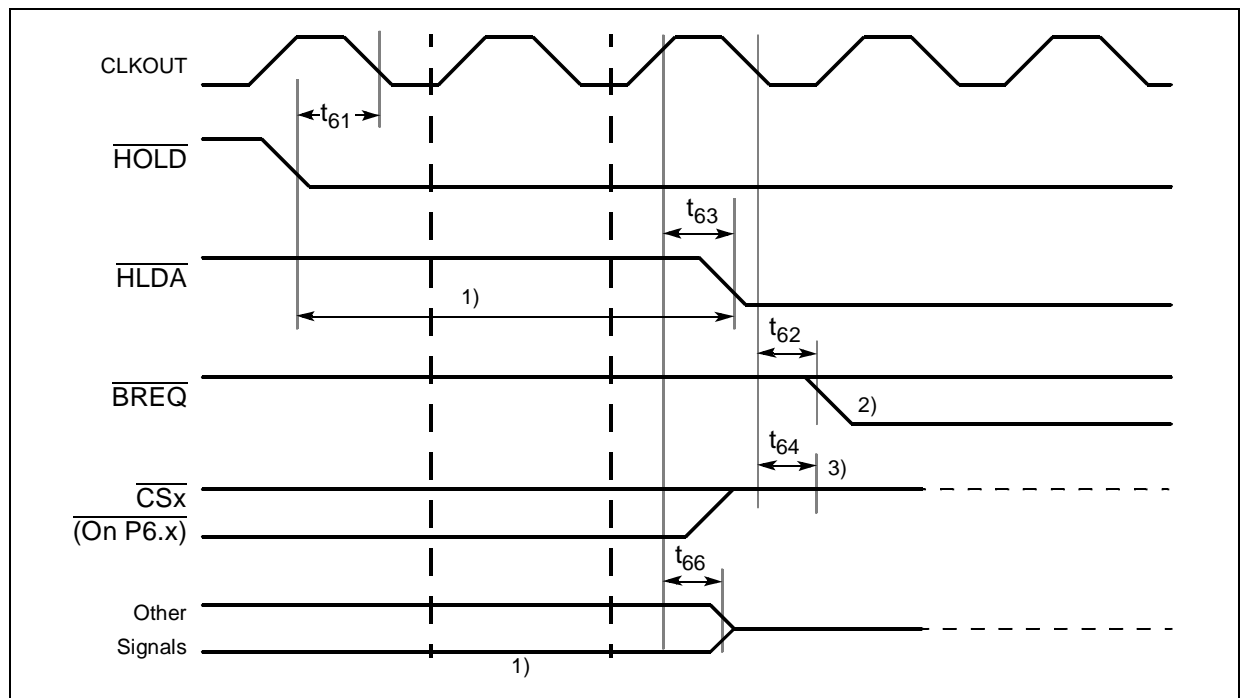 CLKOUT
t61
HOLD
t63
HLDA
1)
t62
BREQ
2)
t64
3)
CSx
(On P6.x)
t66
Other
Signals
1)